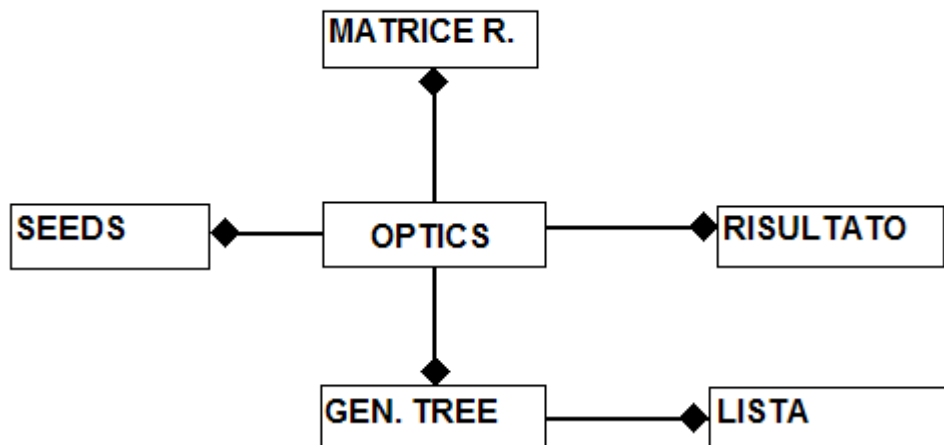 MATRICE R.
SEEDS
OPTICS
RISULTATO
GEN. TREE
LISTA